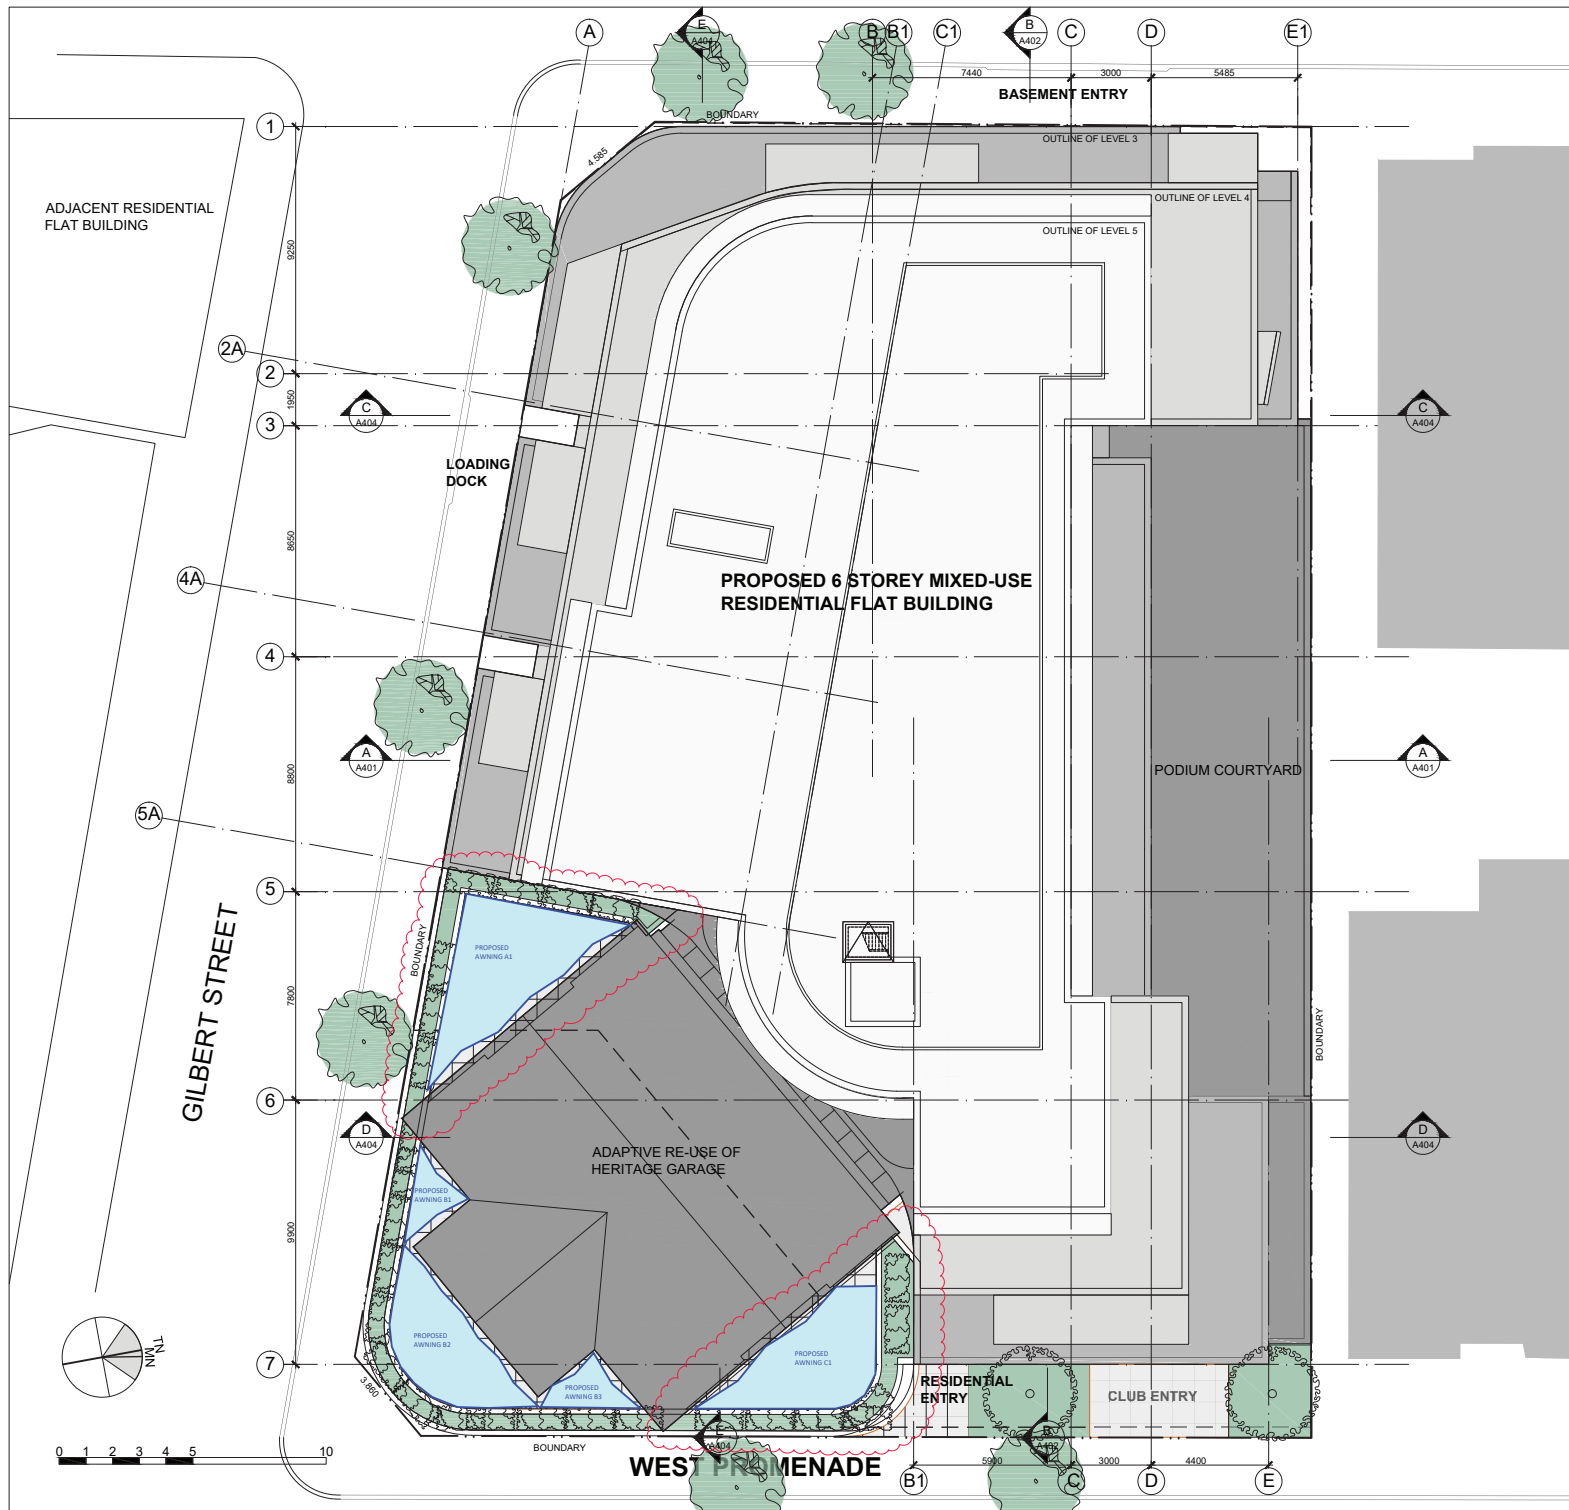 A
E
A404
B
B1
C1
B
A402
C
D
E1
7440
3000
5485
BASEMENT ENTRY
BOUNDARY
1
OUTLINE OF LEVEL 3
4.585
ADJACENT RESIDENTIAL
FLAT BUILDING
OUTLINE OF LEVEL 4
OUTLINE OF LEVEL 5
9250
2A
2
1950
C
A404
C
A404
3
LOADING
DOCK
8650
4A
PROPOSED 6 STOREY MIXED-USE
RESIDENTIAL FLAT BUILDING
4
A
A401
A
A401
PODIUM COURTYARD
8800
5A
5
GILBERT STREET
BOUNDARY
PROPOSED
AWNING A1
7800
BOUNDARY
6
D
A404
D
A404
ADAPTIVE RE-USE OF
HERITAGE GARAGE
PROPOSED
AWNING B1
9900
TN
MN
PROPOSED
AWNING B2
PROPOSED
AWNING C1
7
3.860
PROPOSED
AWNING B3
RESIDENTIAL
ENTRY
CLUB ENTRY
0 1 2 3 4 5 10
BOUNDARY
E
A404
B
A402
WEST PROMENADE
5900
3000
4400
B1
C
D
E